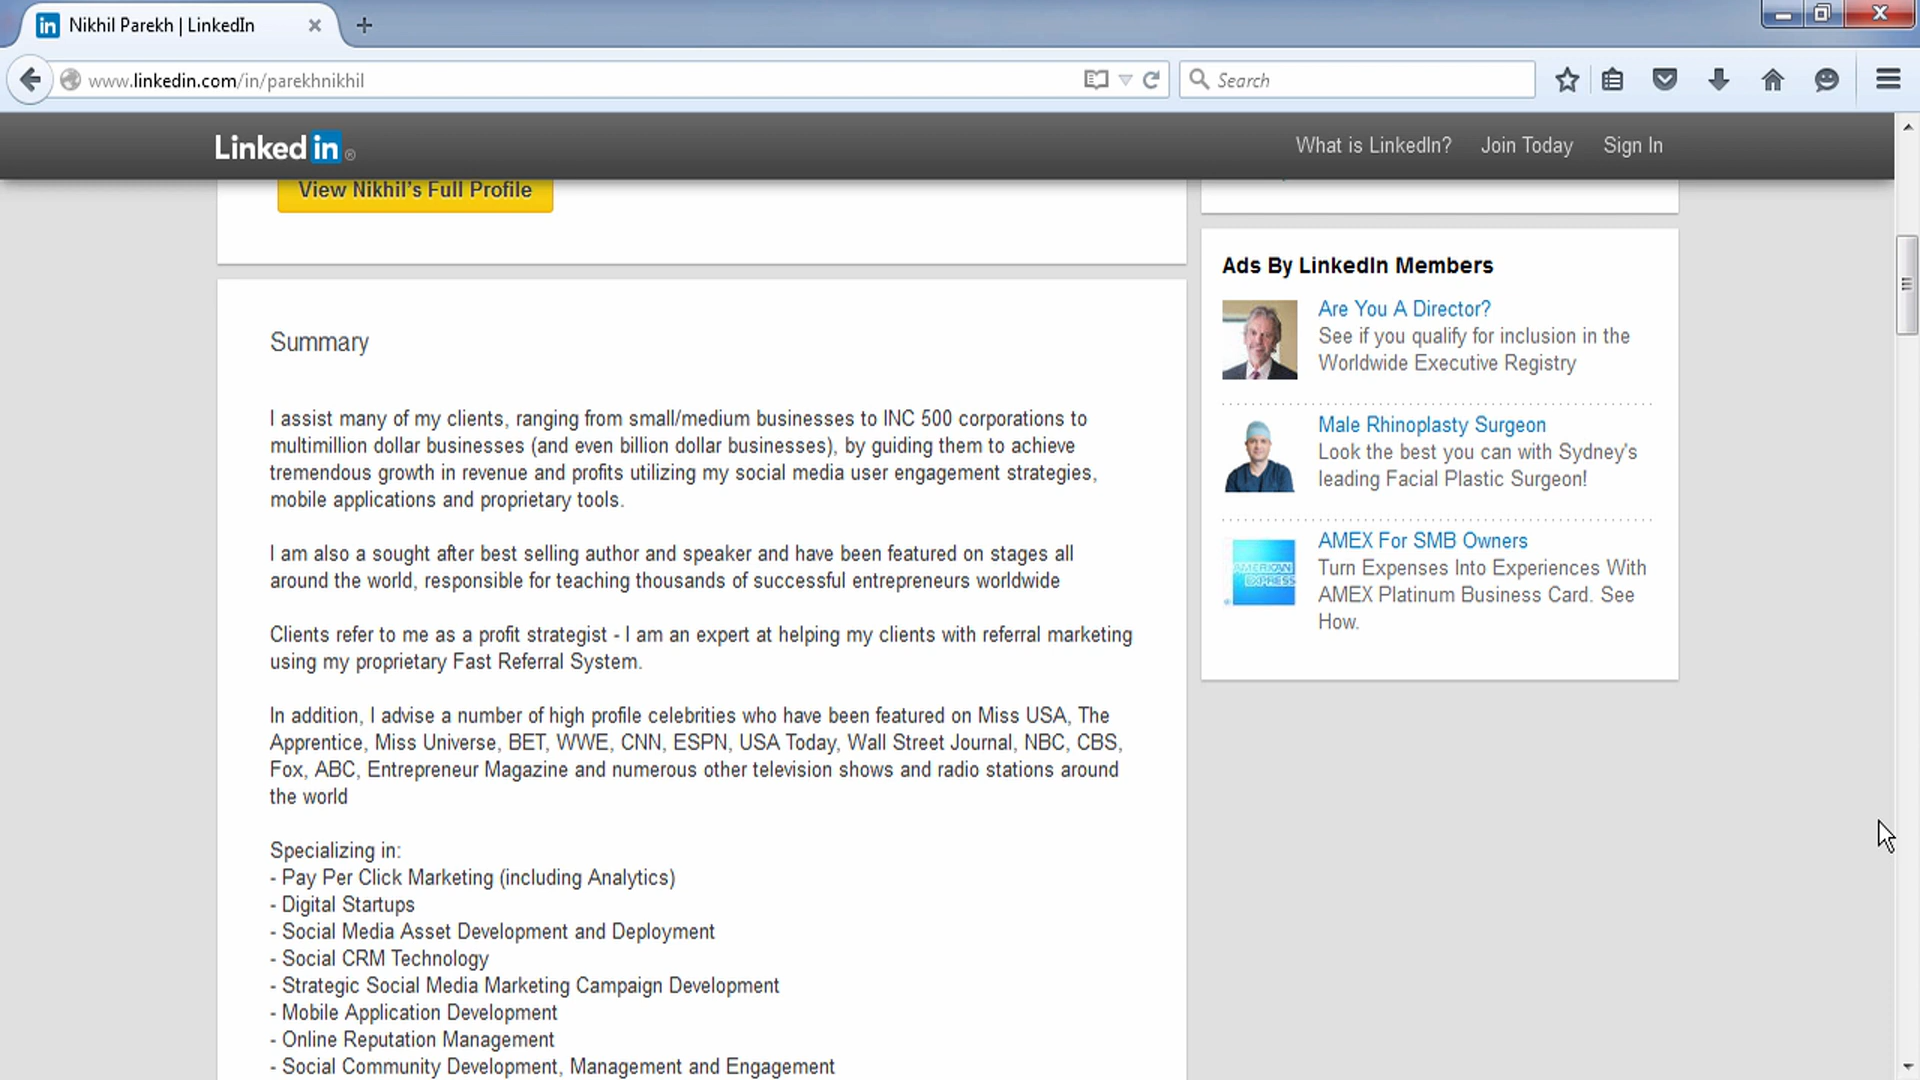 Nikhil Parekh | LinkedIn
www.linkedin.com/in/parekhnikhil
Search
Linked in ®
What is LinkedIn?
Join Today
Sign In
View Nikhil's Full Profile
Summary
I assist many of my clients, ranging from small/medium businesses to INC 500 corporations to
multimillion dollar businesses (and even billion dollar businesses), by guiding them to achieve
tremendous growth in revenue and profits utilizing my social media user engagement strategies,
mobile applications and proprietary tools.
I am also a sought after best selling author and speaker and have been featured on stages all
around the world, responsible for teaching thousands of successful entrepreneurs worldwide
Clients refer to me as a profit strategist - I am an expert at helping my clients with referral marketing
using my proprietary Fast Referral System.
In addition, I advise a number of high profile celebrities who have been featured on Miss USA, The
Apprentice, Miss Universe, BET, WWE, CNN, ESPN, USA Today, Wall Street Journal, NBC, CBS,
Fox, ABC, Entrepreneur Magazine and numerous other television shows and radio stations around
the world
Specializing in:
- Pay Per Click Marketing (including Analytics)
- Digital Startups
- Social Media Asset Development and Deployment
- Social CRM Technology
- Strategic Social Media Marketing Campaign Development
- Mobile Application Development
- Online Reputation Management
- Social Community Development, Management and Engagement
Ads By LinkedIn Members
Are You A Director?
See if you qualify for inclusion in the
Worldwide Executive Registry
Male Rhinoplasty Surgeon
Look the best you can with Sydney's
leading Facial Plastic Surgeon!
AMERICAN
EXPRESS
AMEX For SMB Owners
Turn Expenses Into Experiences With
AMEX Platinum Business Card. See
How.